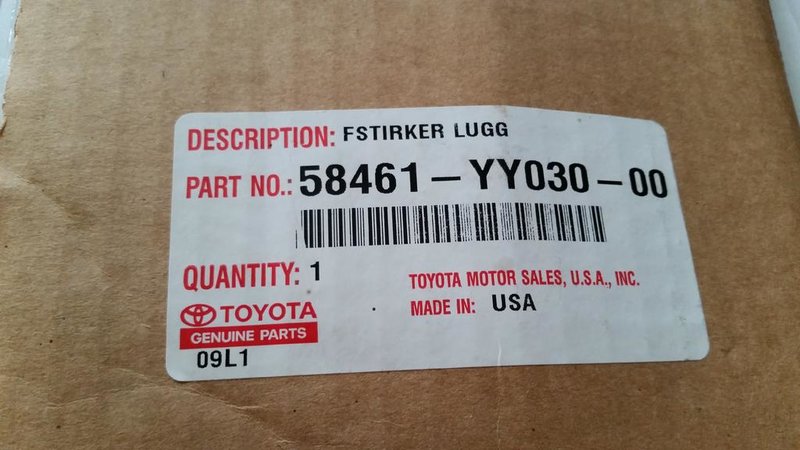 DESCRIPTION: FSTIRKER LUGG
PART NO.: 58461-YY030-00
QUANTITY: 1
TOYOTA MOTOR SALES, U.S.A., INC.
MADE IN: USA
TOYOTA
GENUINE PARTS
09L1